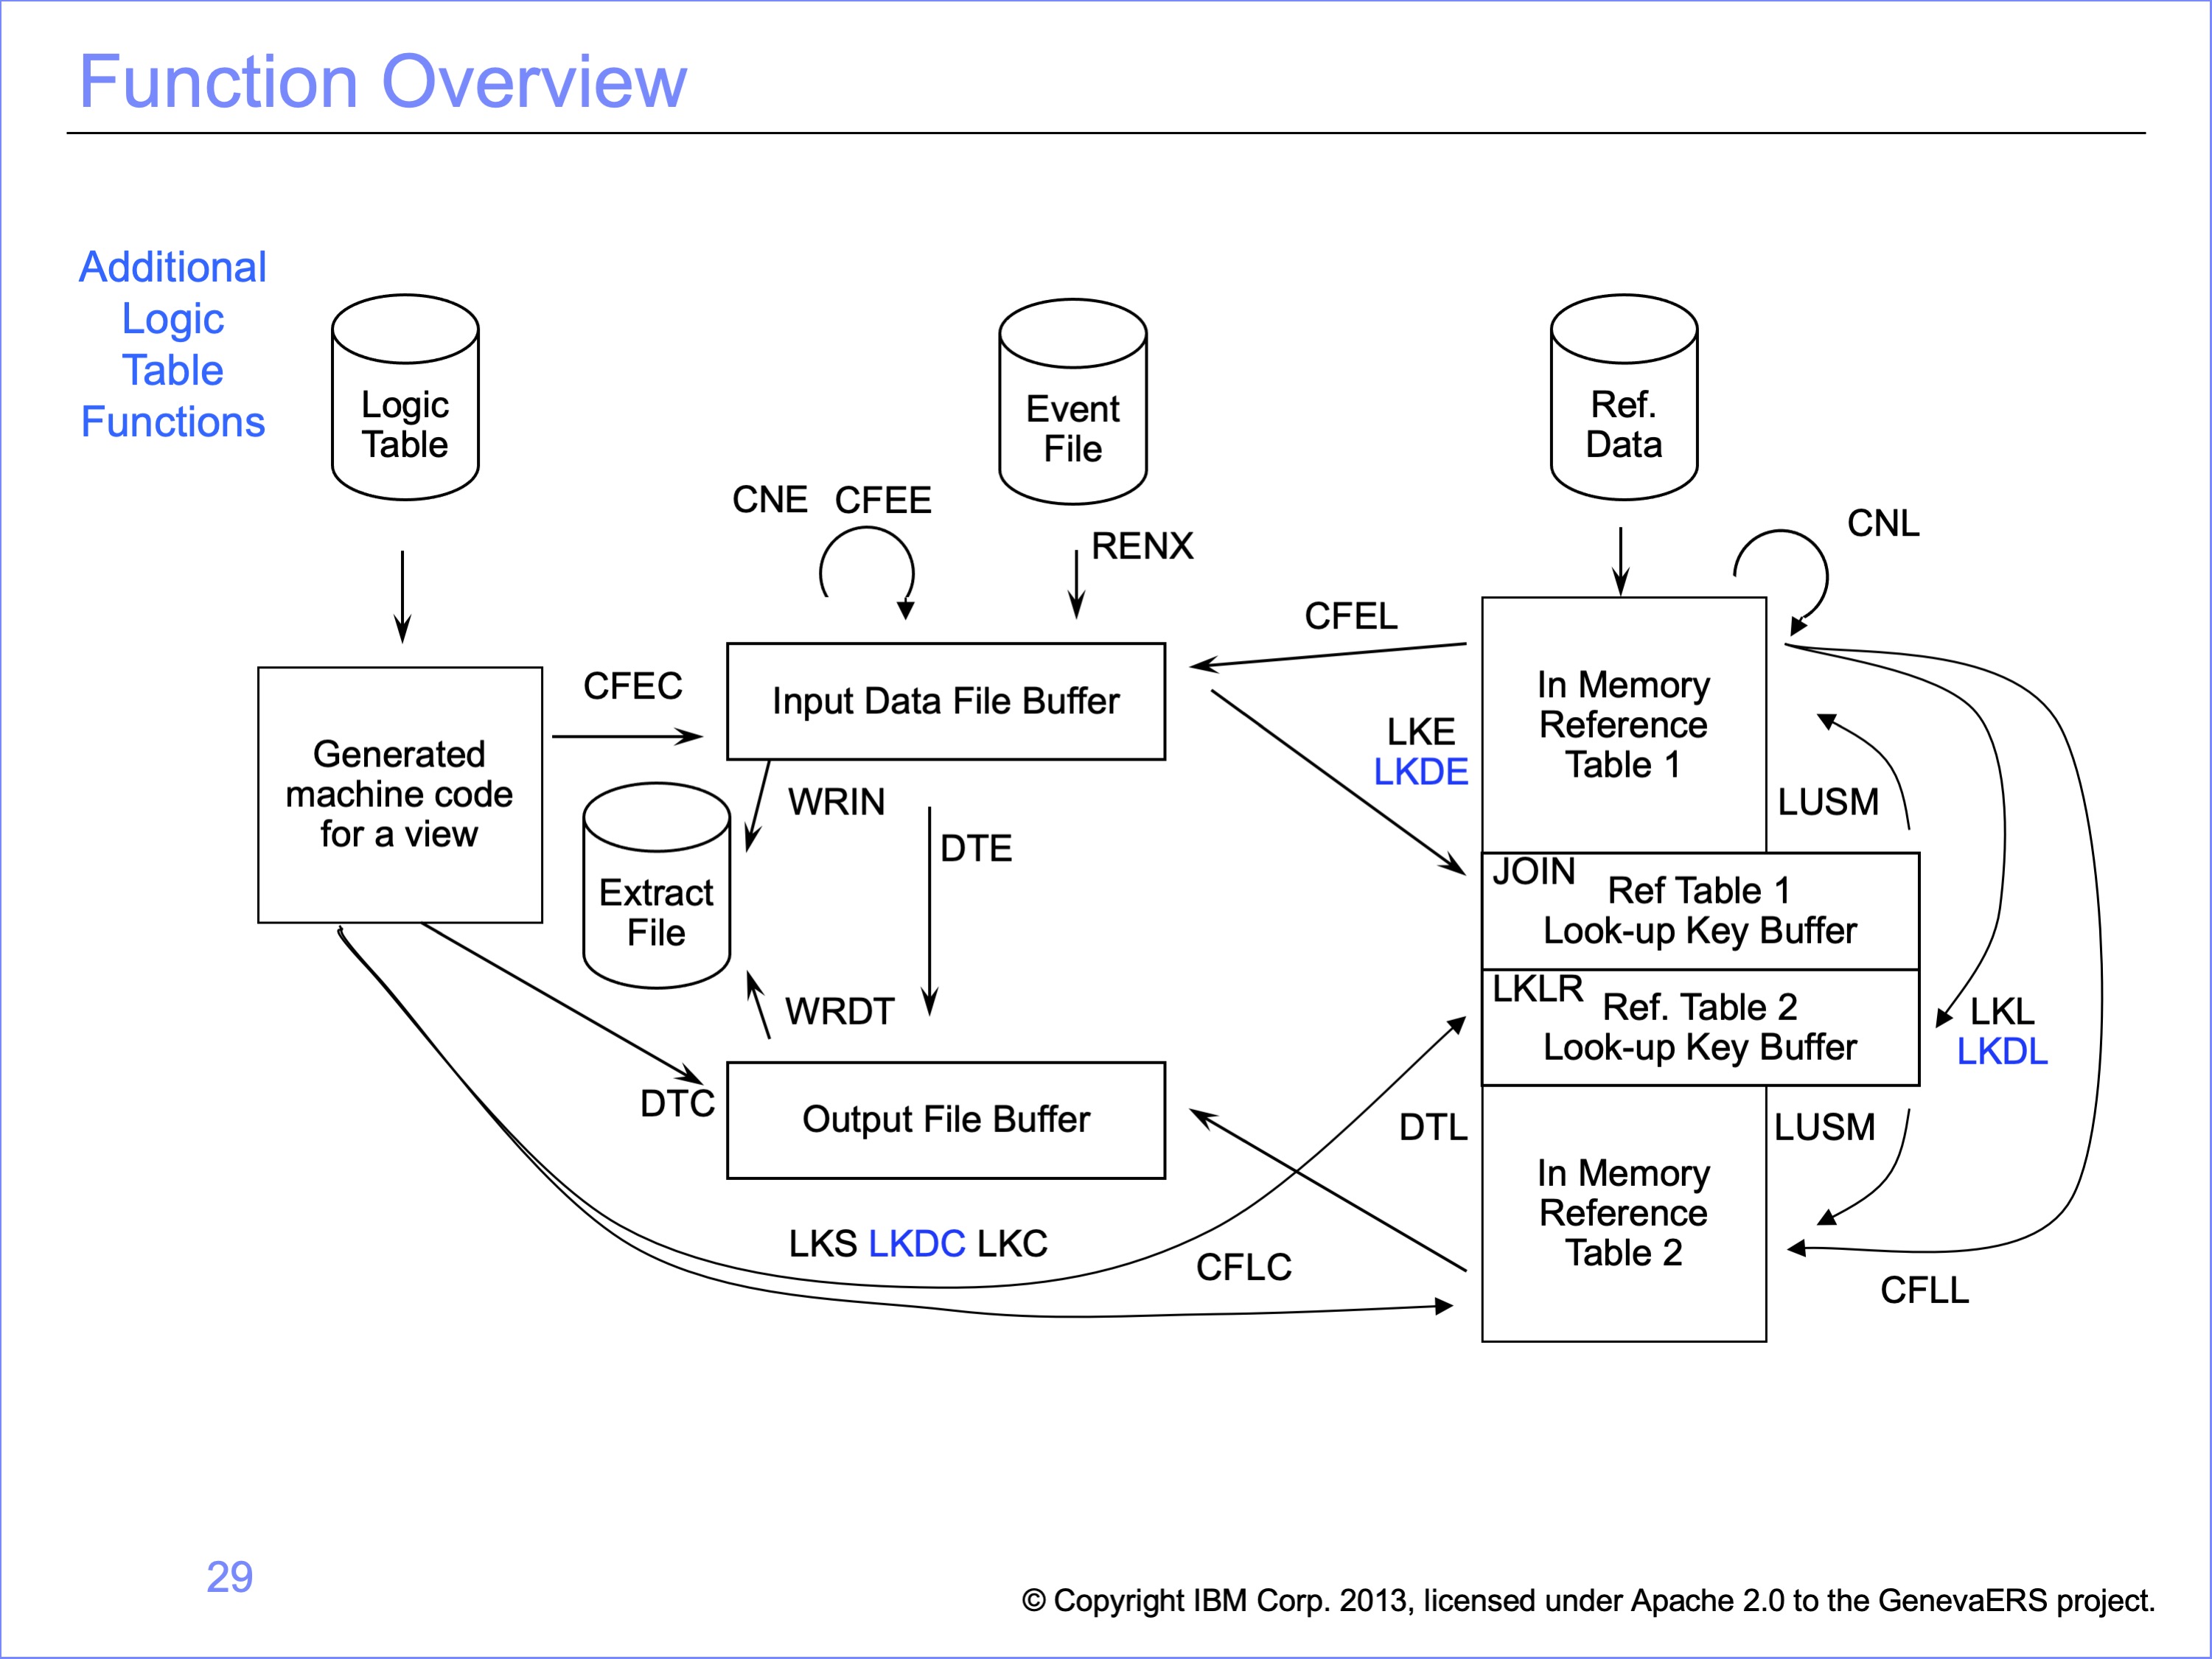 Function Overview
Additional
Logic
Table
Functions
Logic
Table
Event
File
Ref.
Data
CNE CFEE
RENX
CNL
CFEL
CFEC
Input Data File Buffer
In Memory
Reference
Table 1
Generated
machine code
for a view
LKE
LKDE
WRIN
DTE
LUSM
Extract
File
JOIN
Ref Table 1
Look-up Key Buffer
LKLR
Ref. Table 2
Look-up Key Buffer
LKL
LKDL
WRDT
DTC
Output File Buffer
DTL
LUSM
In Memory
Reference
Table 2
LKS LKDC LKC
CFLC
CFLL
29
© Copyright IBM Corp. 2013, licensed under Apache 2.0 to the GenevaERS project.